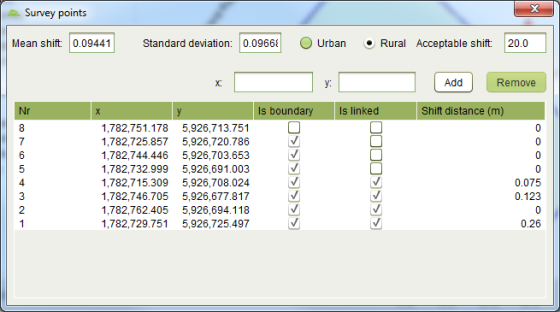 Survey points
Mean shift: 0.09441 Standard deviation: 0.0966 Urban Rural Acceptable shift: 20.0
x: y: Add Remove
Nr x y Is boundary Is linked Shift distance (m)
8 1,782,751.178 5,926,713.751 0
7 1,782,725.857 5,926,720.786 0
6 1,782,744.446 5,926,703.653 0
5 1,782,732.999 5,926,691.003 0
4 1,782,715.309 5,926,708.024 0.075
3 1,782,746.705 5,926,677.817 0.123
2 1,782,762.405 5,926,694.118 0
1 1,782,729.751 5,926,725.497 0.26